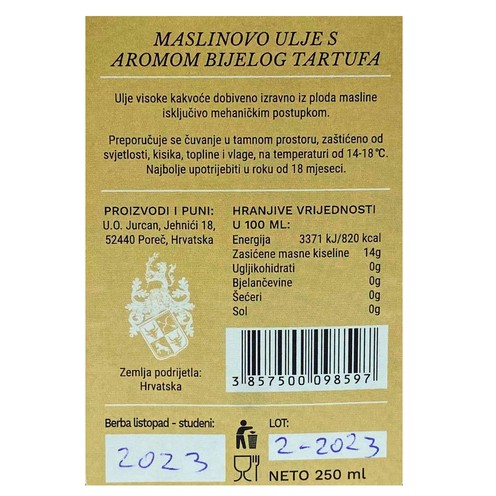 MASLINOVO ULJE S
AROMOM BIJELOG TARTUFA
Ulje visoke kakvoće dobiveno izravno iz ploda masline
isključivo mehaničkim postupkom.
Preporučuje se čuvanje u tamnom prostoru, zaštićeno od
svjetlosti, kisika, topline i vlage, na temperaturi od 14-18°C.
Najbolje upotrijebiti u roku od 18 mjeseci.
PROIZVODI I PUNI:
U.O. Jurcan, Jehnići 18,
52440 Poreč, Hrvatska
Zemlja podrijetla:
Hrvatska
HRANJIVE VRIJEDNOSTI
U 100 ML:
Energija 3371 kJ/820 kcal
Zasićene masne kiseline 14g
Ugljikohidrati 0g
Bjelančevine 0g
Šećeri 0g
Sol 0g
3 857500 098597
Berba listopad - studeni:
2023
LOT:
2-2023
NETO 250 ml